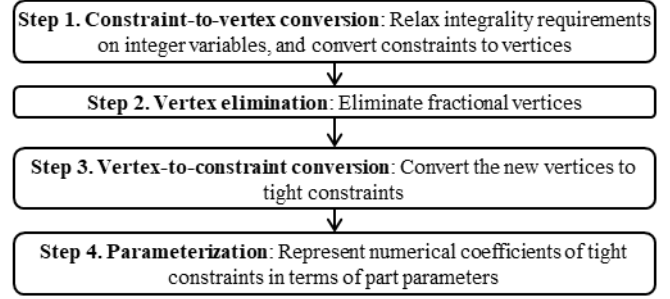 Step 1. Constraint-to-vertex conversion: Relax integrality requirements
on integer variables, and convert constraints to vertices
Step 2. Vertex elimination: Eliminate fractional vertices
Step 3. Vertex-to-constraint conversion: Convert the new vertices to
tight constraints
Step 4. Parameterization: Represent numerical coefficients of tight
constraints in terms of part parameters